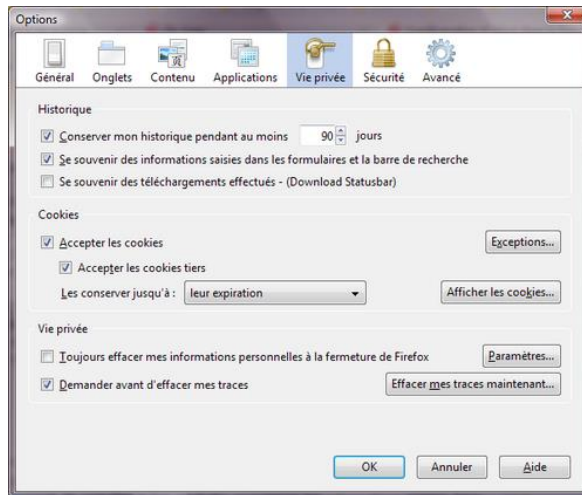 Options
Général Onglets Contenu Applications Vie privée Sécurité Avancé
Historique
Conserver mon historique pendant au moins 90 jours
Se souvenir des informations saisies dans les formulaires et la barre de recherche
Se souvenir des téléchargements effectués - (Download Statusbar)
Cookies
Accepter les cookies Exceptions...
Accepter les cookies tiers
Les conserver jusqu'à : leur expiration Afficher les cookies...
Vie privée
Toujours effacer mes informations personnelles à la fermeture de Firefox Paramètres...
Demander avant d'effacer mes traces Effacer mes traces maintenant...
OK Annuler Aide